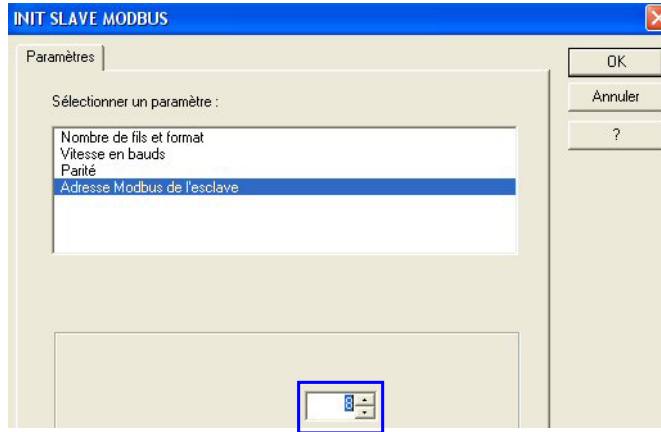 INIT SLAVE MODBUS
Paramètres
OK
Annuler
?
Sélectionner un paramètre :
Nombre de fils et format
Vitesse en bauds
Parité
Adresse Modbus de l'esclave
8